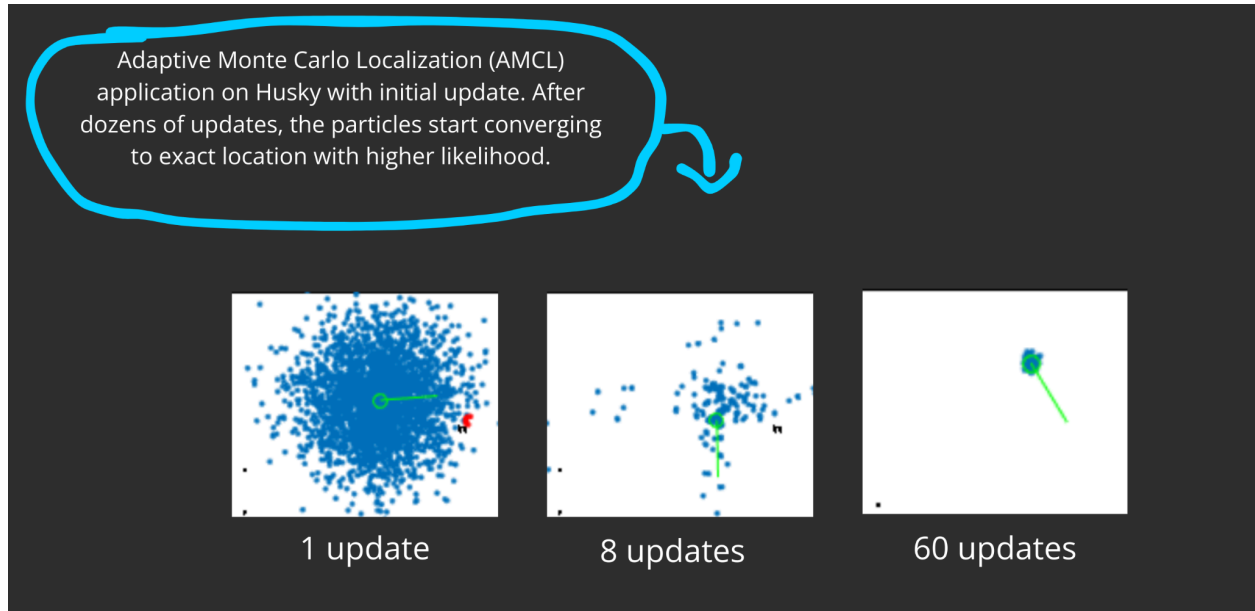 Adaptive Monte Carlo Localization (AMCL)
application on Husky with initial update. After
dozens of updates, the particles start converging
to exact location with higher likelihood.
1 update
8 updates
60 updates